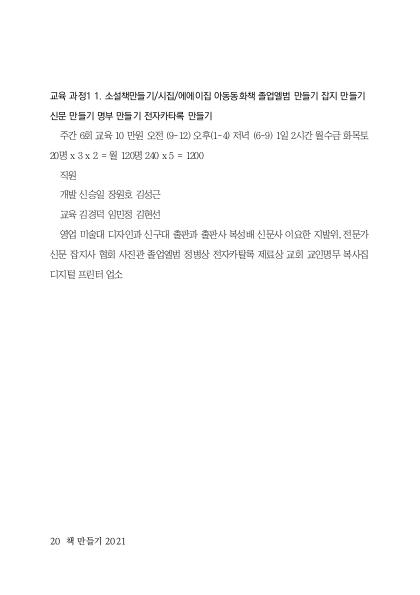 교육 과정1 1. 소설책만들기/시집/에에이집 아동동화책 졸업엘범 만들기 잡지 만들기
신문 만들기 명부 만들기 전자카타록 만들기
주간 6회 교육 10 만원 오전 (9-12) 오후(1-4) 저녁 (6-9) 1일 2시간 월수금 화목토
20명 x 3 x 2 = 월 120명 240 x 5 = 1200
직원
개발 신승일 장원호 김성근
교육 김경덕 임민정 김현선
영업 미술대 디자인과 신구대 출판과 출판사 복성배 신문사 이요한 지발위, 전문가
신문 잡지사 협회 사진관 졸업엘범 정병상 전자카탈록 제료상 교회 교인명무 복사집
디지털 프린터 업소
20 책 만들기 2021